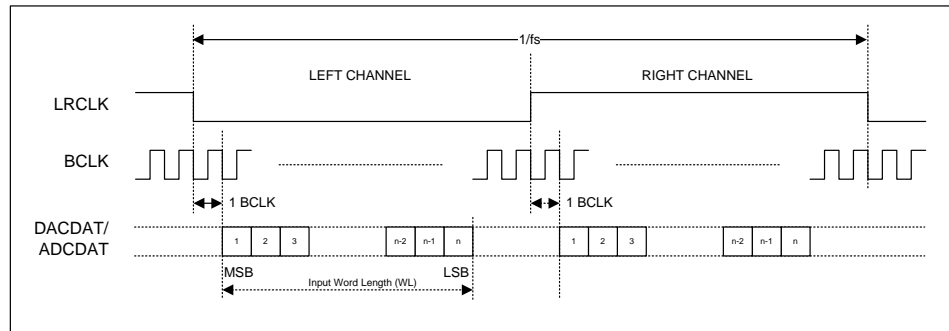 1/fs
LEFT CHANNEL RIGHT CHANNEL
LRCLK
BCLK
1 BCLK 1 BCLK
DACDAT/
ADCDAT
1 2 3 n-2 n-1 n 1 2 3 n-2 n-1 n
MSB LSB
Input Word Length (WL)